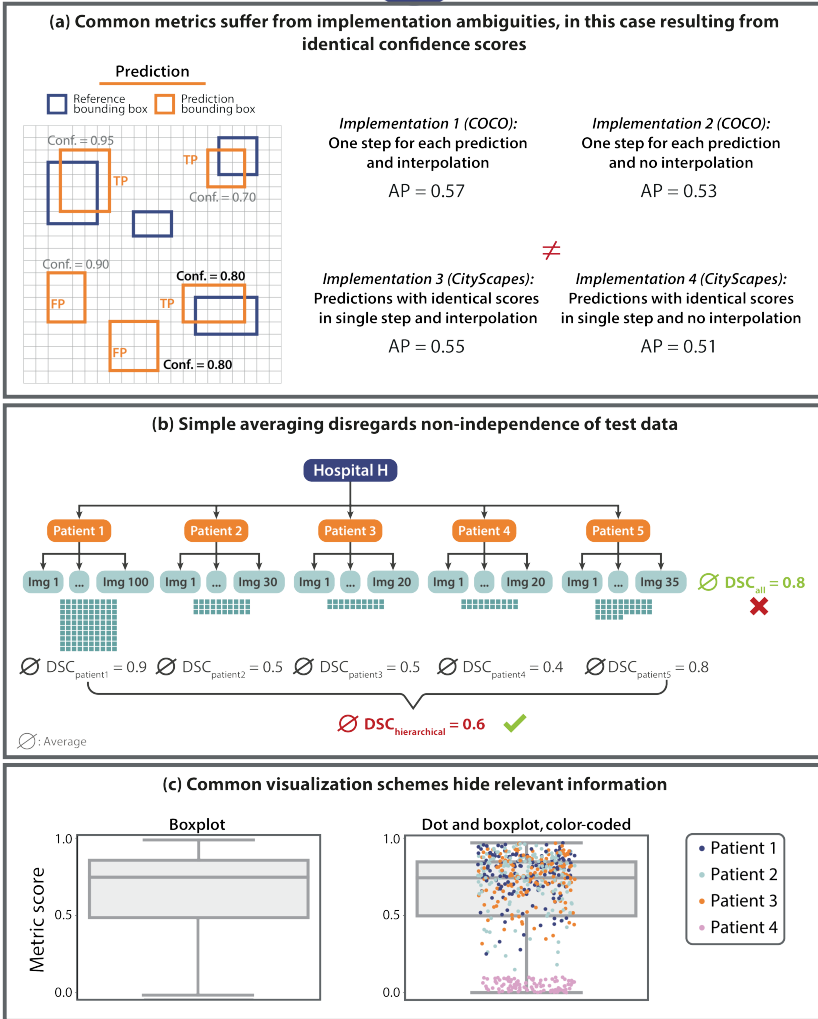 (a) Common metrics suffer from implementation ambiguities, in this case resulting from
identical confidence scores
Prediction
Reference
bounding box
Prediction
bounding box
Conf. = 0.95
TP
TP
Conf. = 0.70
Conf. = 0.90
FP
Conf. = 0.80
TP
FP
Conf. = 0.80
Implementation 1 (COCO):
One step for each prediction
and interpolation
AP = 0.57
Implementation 2 (COCO):
One step for each prediction
and no interpolation
AP = 0.53
≠
Implementation 3 (CityScapes):
Predictions with identical scores
in single step and interpolation
AP = 0.55
Implementation 4 (CityScapes):
Predictions with identical scores
in single step and no interpolation
AP = 0.51
(b) Simple averaging disregards non-independence of test data
Hospital H
Patient 1
Patient 2
Patient 3
Patient 4
Patient 5
Img 1 ... Img 100
Img 1 ... Img 30
Img 1 ... Img 20
Img 1 ... Img 20
Img 1 ... Img 35
∅ DSCall = 0.8
∅ DSCpatient1 = 0.9
∅ DSCpatient2 = 0.5
∅ DSCpatient3 = 0.5
∅ DSCpatient4 = 0.4
∅ DSCpatient5 = 0.8
∅ DSChierarchical = 0.6
∅: Average
(c) Common visualization schemes hide relevant information
Boxplot
Metric score
1.0
0.5
0.0
Dot and boxplot, color-coded
1.0
0.5
0.0
Patient 1
Patient 2
Patient 3
Patient 4